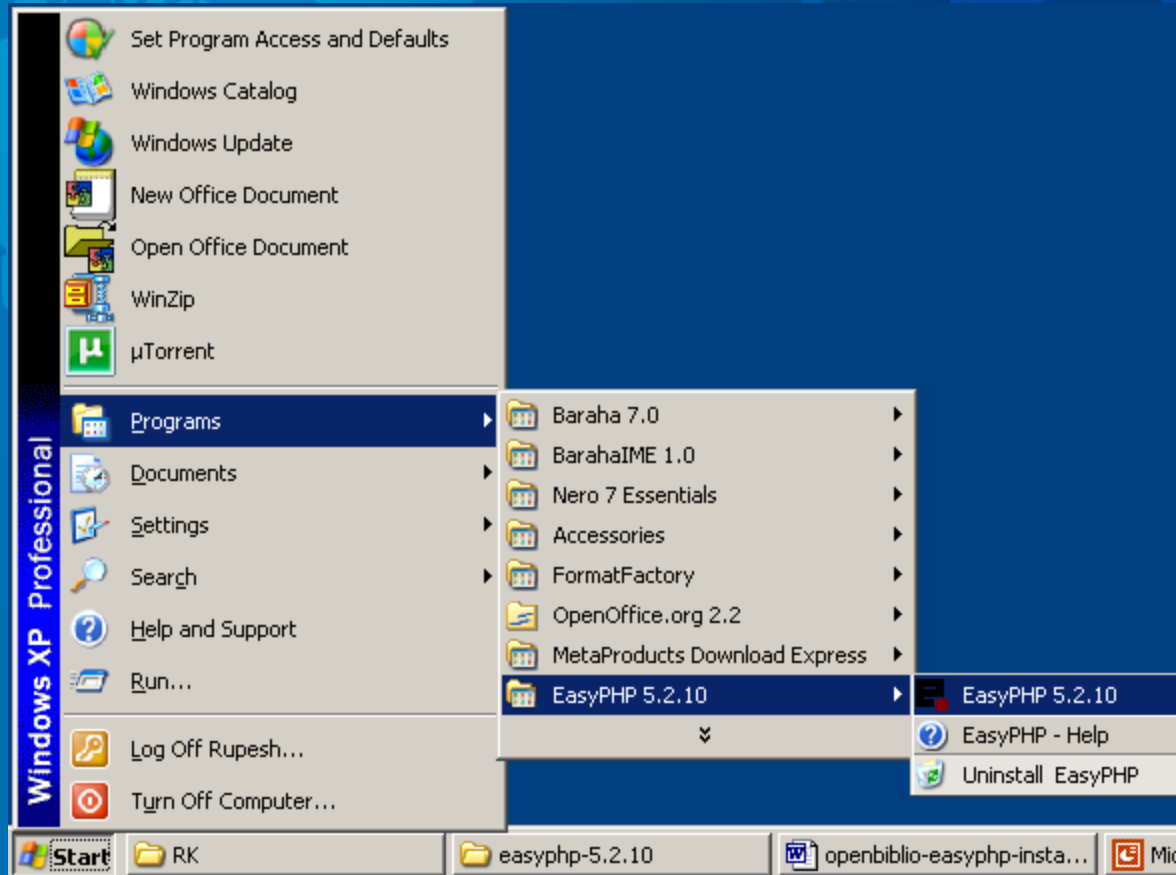 Set Program Access and Defaults
Windows Catalog
Windows Update
New Office Document
Open Office Document
WinZip
µTorrent
Programs
Documents
Settings
Search
Help and Support
Run...
Log Off Rupesh...
Turn Off Computer...
Windows XP Professional
Baraha 7.0
BarahaIME 1.0
Nero 7 Essentials
Accessories
FormatFactory
OpenOffice.org 2.2
MetaProducts Download Express
EasyPHP 5.2.10
EasyPHP 5.2.10
EasyPHP - Help
Uninstall EasyPHP
Start
RK
easyphp-5.2.10
openbiblio-easyphp-insta...
Mic